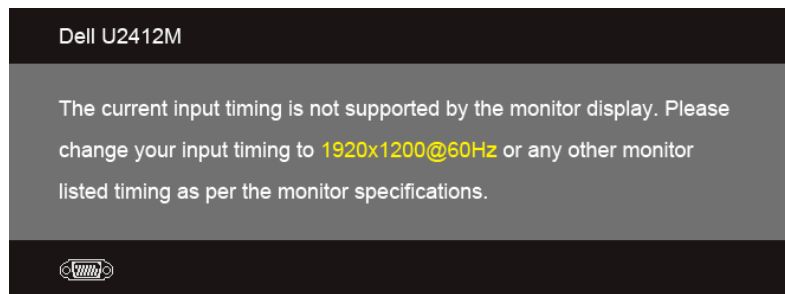 Dell U2412M
The current input timing is not supported by the monitor display. Please
change your input timing to 1920x1200@60Hz or any other monitor
listed timing as per the monitor specifications.